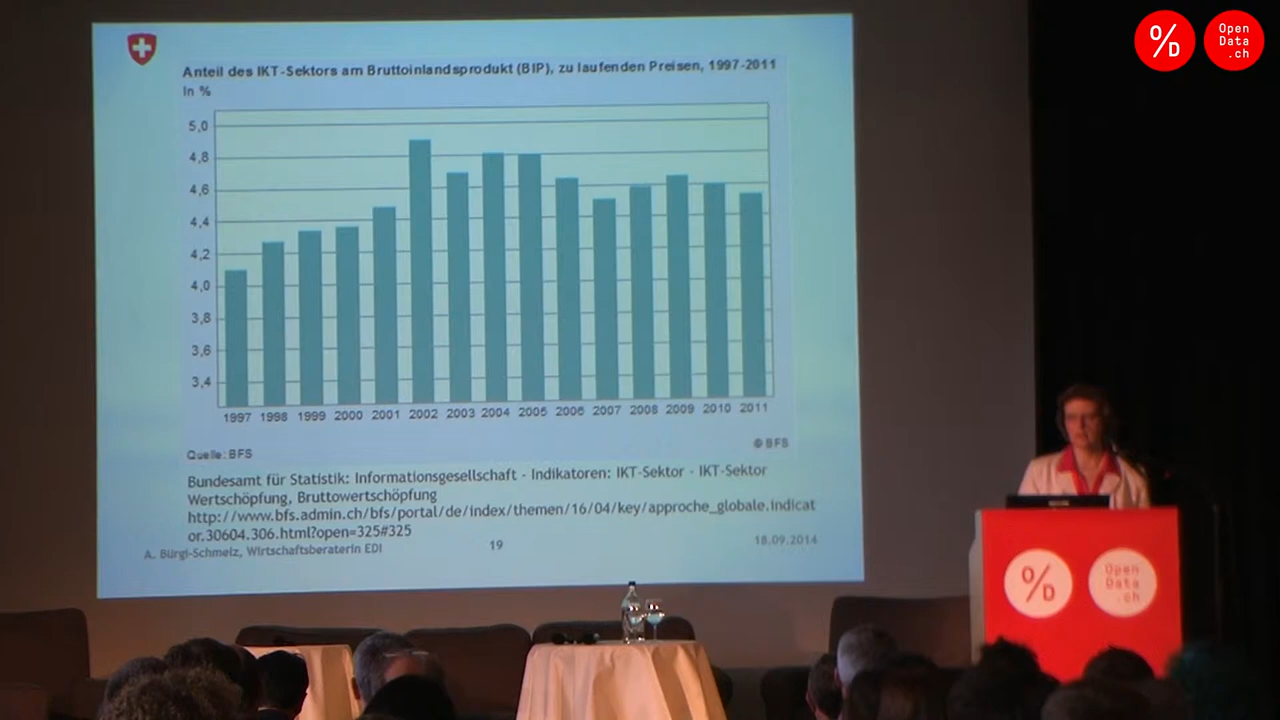 Anteil des IKT-Sektors am Bruttoinlandsprodukt (BIP), zu laufenden Preisen, 1997-2011
In %
5,0
4,8
4,6
4,4
4,2
4,0
3,8
3,6
3,4
1997 1998 1999 2000 2001 2002 2003 2004 2005 2006 2007 2008 2009 2010 2011
Quelle: BFS
© BFS
Bundesamt für Statistik: Informationsgesellschaft - Indikatoren: IKT-Sektor - IKT-Sektor
Wertschöpfung, Bruttowertschöpfung
http://www.bfs.admin.ch/bfs/portal/de/index/themen/16/04/key/approche_globale.indicat
or.30604.306.html?open=325#325
A. Bürgi-Schmelz, Wirtschaftsberaterin EDI
19
18.09.2014
%D
Open
Data
.ch
%D
Open
Data
.ch